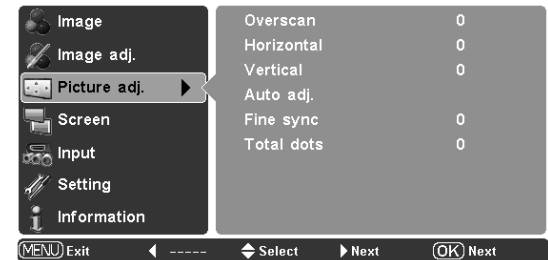 Image
Image adj.
Picture adj.
Screen
Input
Setting
Information
Overscan 0
Horizontal 0
Vertical 0
Auto adj.
Fine sync 0
Total dots 0
MENU Exit ----- Select Next OK Next